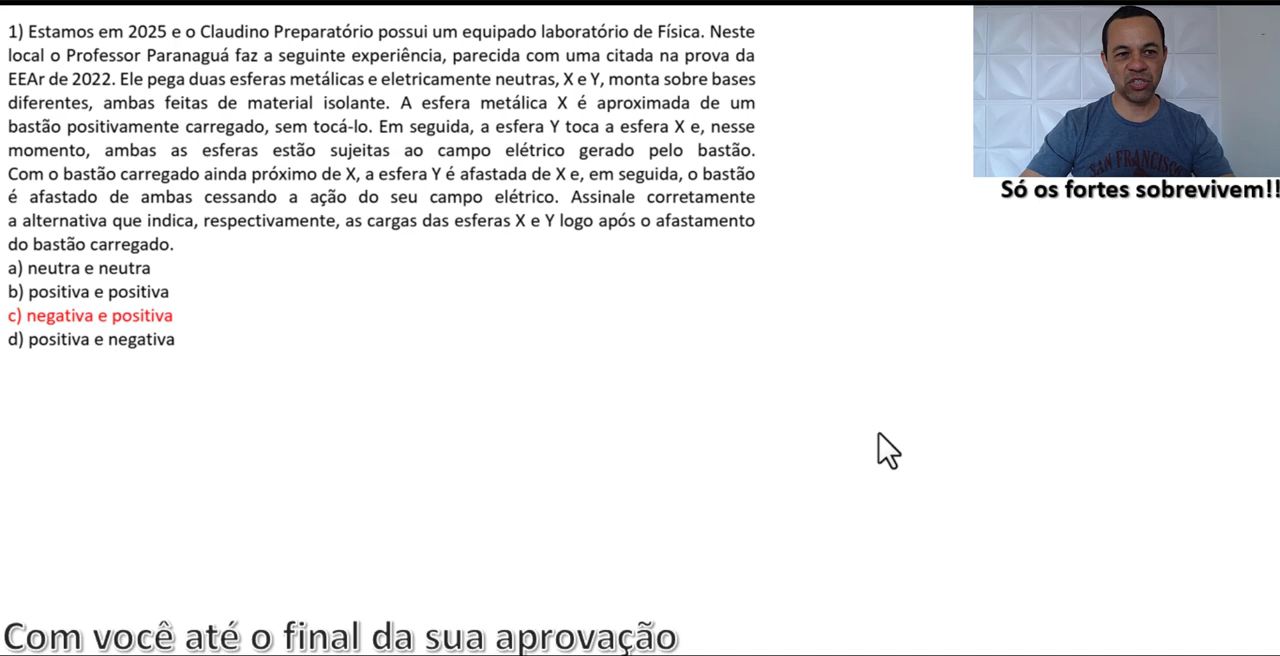 1) Estamos em 2025 e o Claudino Preparatório possui um equipado laboratório de Física. Neste
local o Professor Paranaguá faz a seguinte experiência, parecida com uma citada na prova da
EEAr de 2022. Ele pega duas esferas metálicas e eletricamente neutras, X e Y, monta sobre bases
diferentes, ambas feitas de material isolante. A esfera metálica X é aproximada de um
bastão positivamente carregado, sem tocá-lo. Em seguida, a esfera Y toca a esfera X e, nesse
momento, ambas as esferas estão sujeitas ao campo elétrico gerado pelo bastão.
Com o bastão carregado ainda próximo de X, a esfera Y é afastada de X e, em seguida, o bastão
é afastado de ambas cessando a ação do seu campo elétrico. Assinale corretamente
a alternativa que indica, respectivamente, as cargas das esferas X e Y logo após o afastamento
do bastão carregado.
a) neutra e neutra
b) positiva e positiva
c) negativa e positiva
d) positiva e negativa
SAN FRANCISCO
Só os fortes sobrevivem!!
Com você até o final da sua aprovação